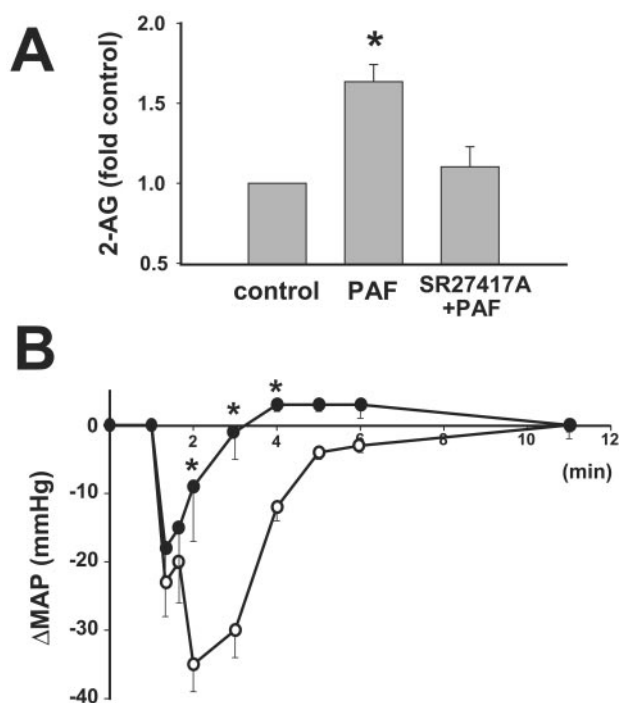 A
2-AG (fold control)
2.0
1.5
1.0
0.5
*
control
PAF
SR27417A
+PAF
B
ΔMAP (mmHg)
0
-10
-20
-30
-40
*
*
*
2
4
6
8
10
12
(min)